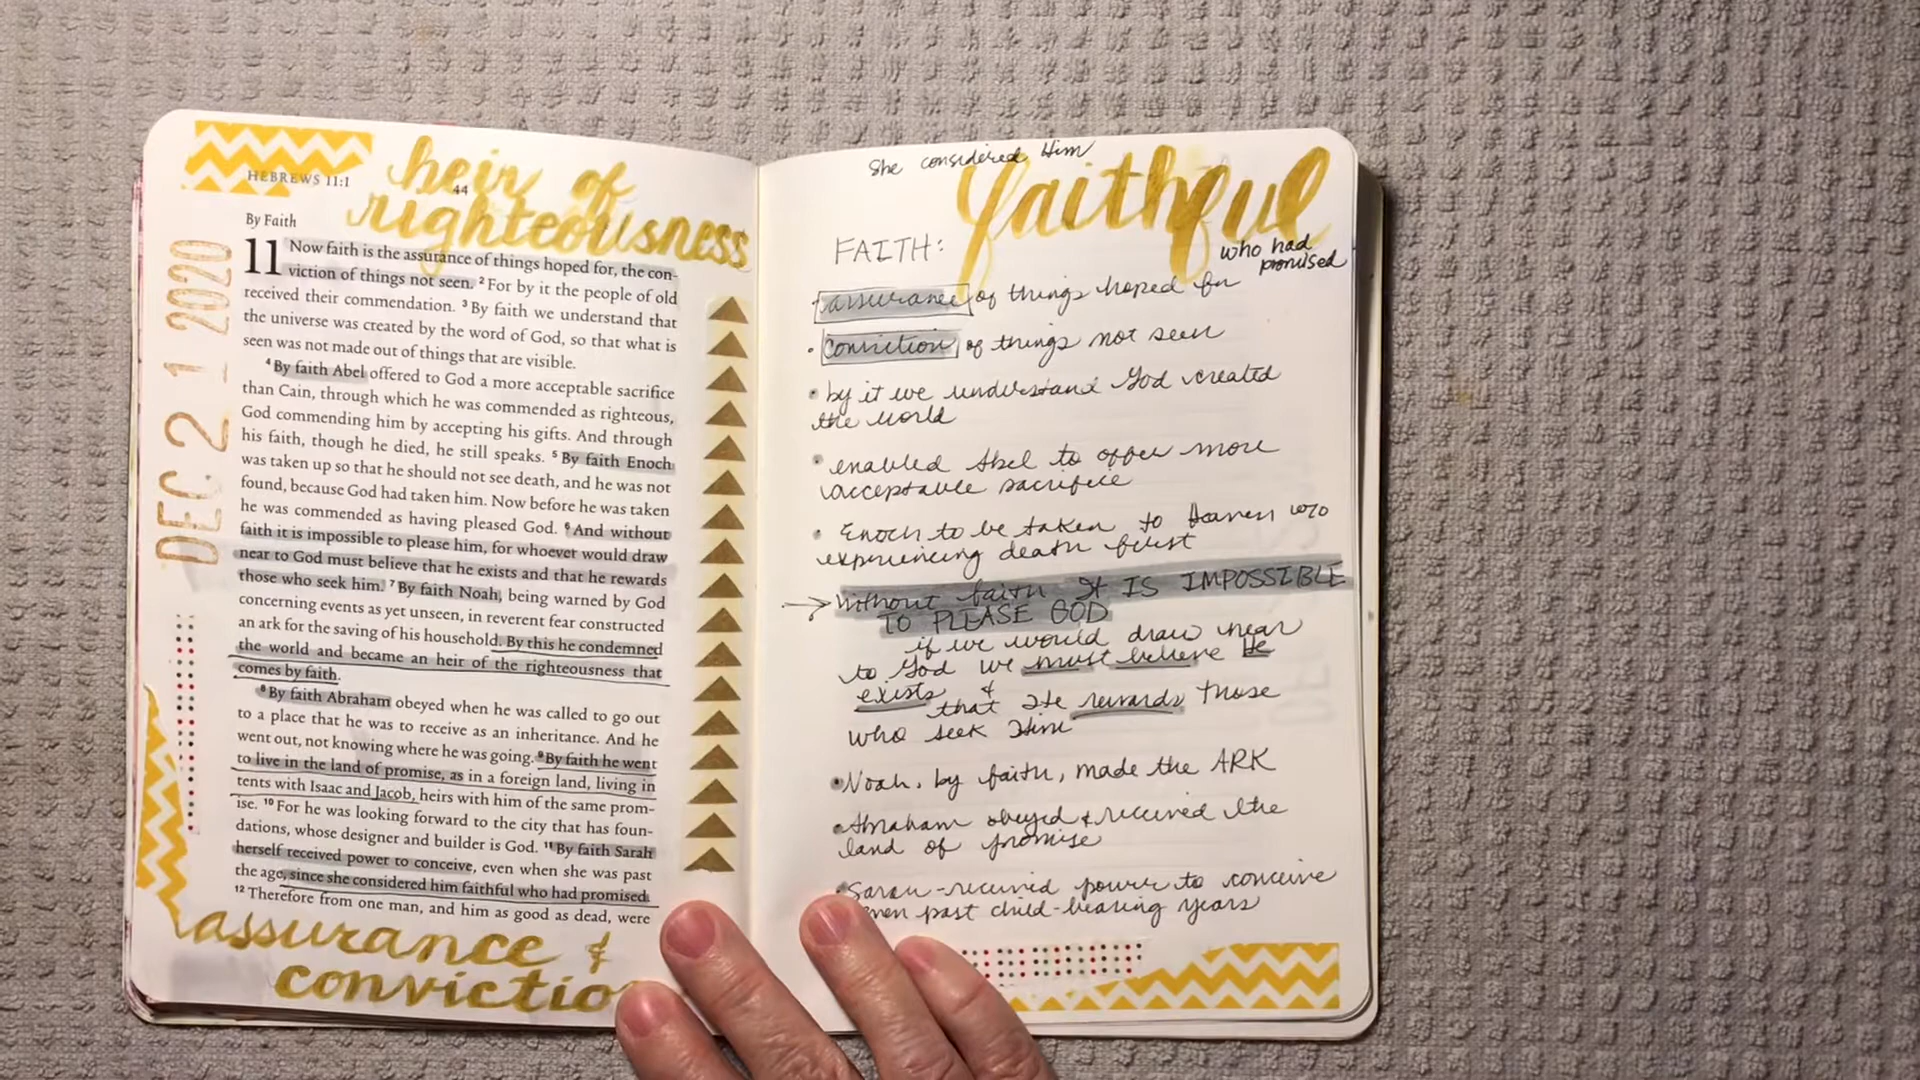 HEBREWS 11:1
44
heir of
righteousness
By Faith
11 Now faith is the assurance of things hoped for, the con-
viction of things not seen. 2 For by it the people of old
received their commendation. 3 By faith we understand that
the universe was created by the word of God, so that what is
seen was not made out of things that are visible.
4 By faith Abel offered to God a more acceptable sacrifice
than Cain, through which he was commended as righteous,
God commending him by accepting his gifts. And through
his faith, though he died, he still speaks. 5 By faith Enoch
was taken up so that he should not see death, and he was not
found, because God had taken him. Now before he was taken
he was commended as having pleased God. 6 And without
faith it is impossible to please him, for whoever would draw
near to God must believe that he exists and that he rewards
those who seek him. 7 By faith Noah, being warned by God
concerning events as yet unseen, in reverent fear constructed
an ark for the saving of his household. By this he condemned
the world and became an heir of the righteousness that
comes by faith.
8 By faith Abraham obeyed when he was called to go out
to a place that he was to receive as an inheritance. And he
went out, not knowing where he was going. 9 By faith he went
to live in the land of promise, as in a foreign land, living in
tents with Isaac and Jacob, heirs with him of the same prom-
ise. 10 For he was looking forward to the city that has foun-
dations, whose designer and builder is God. 11 By faith Sarah
herself received power to conceive, even when she was past
the age, since she considered him faithful who had promised.
12 Therefore from one man, and him as good as dead, were
assurance &
convictio
DEC 21 2020
She considered Him
faithful
who had
promised
FAITH:
• assurance of things hoped for
• conviction of things not seen
• by it we understand God created
the world
• enabled Abel to offer more
acceptable sacrifice
• Enoch to be taken to Heaven w/o
experiencing death first
→ Without faith It IS IMPOSSIBLE
TO PLEASE GOD
if we would draw near
to God we must believe He
exists &
that He rewards those
who seek Him
• Noah, by faith, made the ARK
• Abraham obeyed & received the
land of promise
• Sarah - received power to conceive
even past child-bearing years